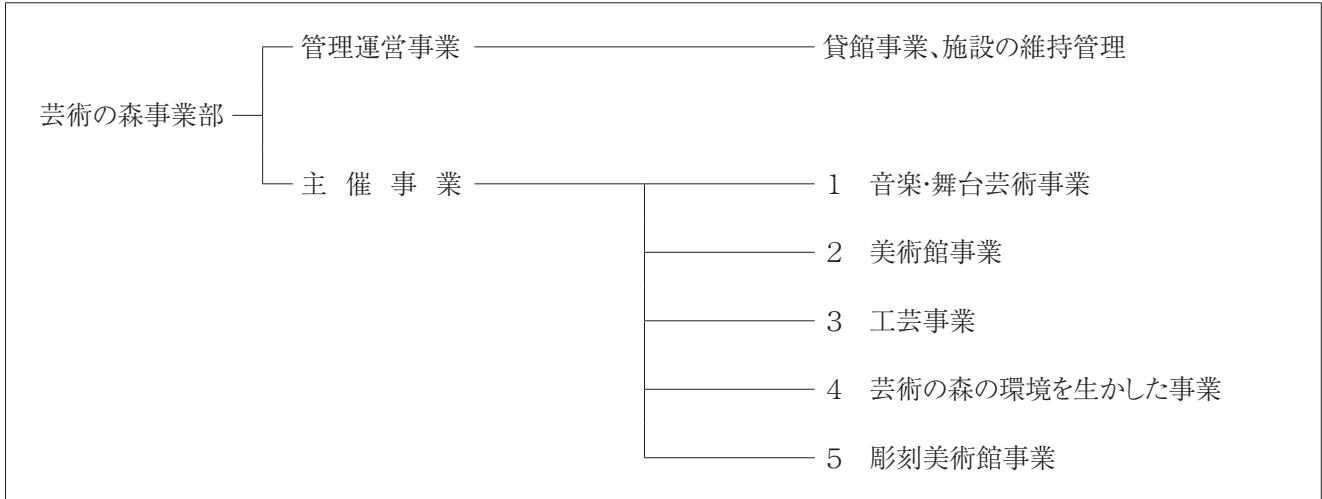 管理運営事業 貸館事業、施設の維持管理
芸術の森事業部
主催事業 1 音楽・舞台芸術事業
2 美術館事業
3 工芸事業
4 芸術の森の環境を生かした事業
5 彫刻美術館事業